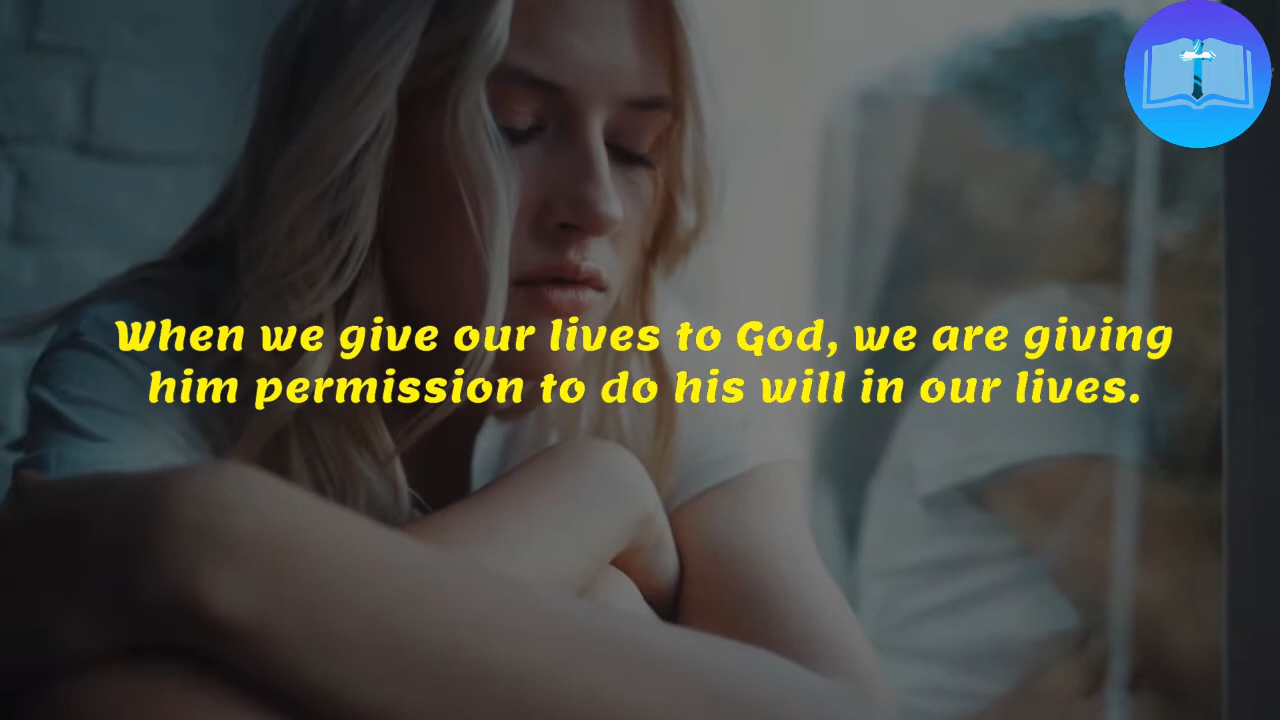 When we give our lives to God, we are giving
him permission to do his will in our lives.